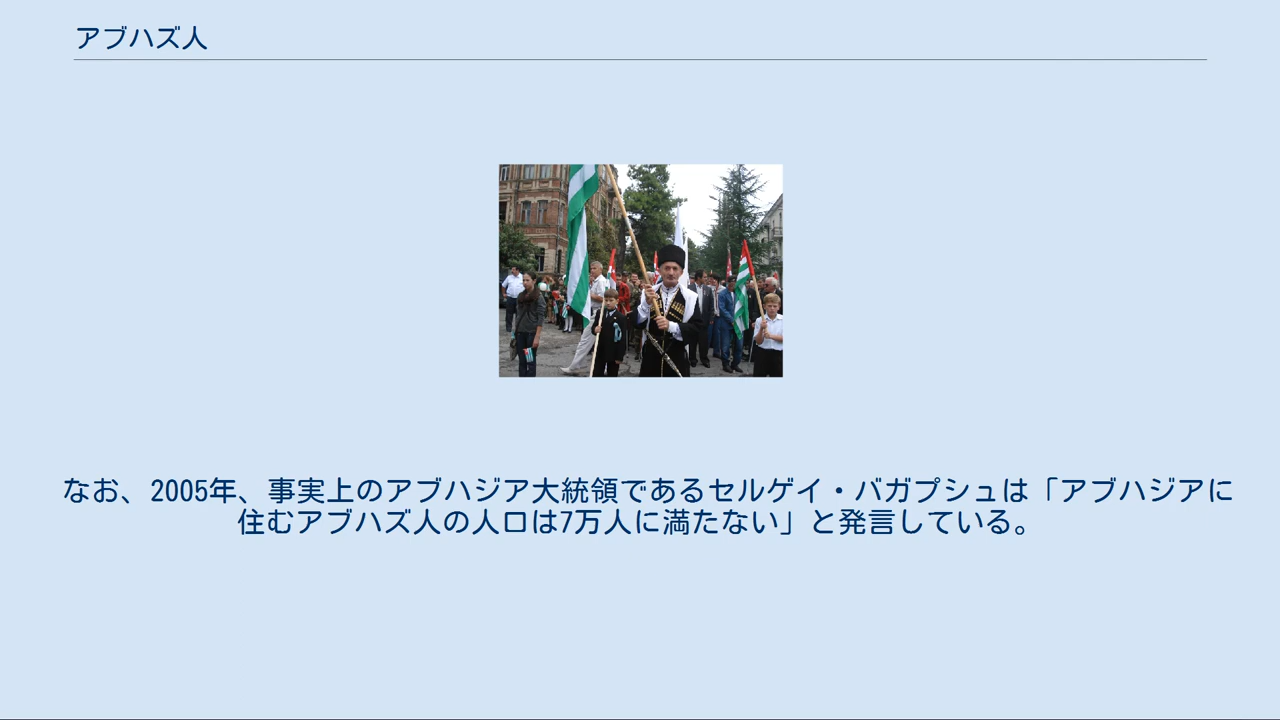 アブハズ人
なお、2005年、事実上のアブハジア大統領であるセルゲイ・バガプシュは「アブハジアに
住むアブハズ人の人口は7万人に満たない」と発言している。